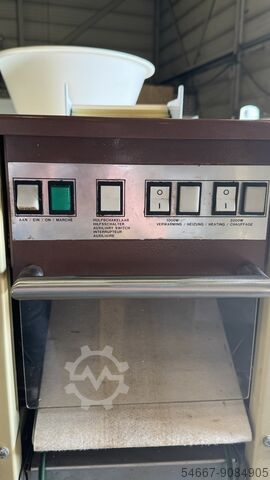 AAN / EIN / ON / MARCHE
HULPSCHAKELAAR
HILFSSCHALTER
AUXILIARY SWITCH
INTERRUPTEUR
AUXILIAIRE
1000W 2000W
VERWARMING / HEIZUNG / HEATING / CHAUFFAGE
54667-9084905